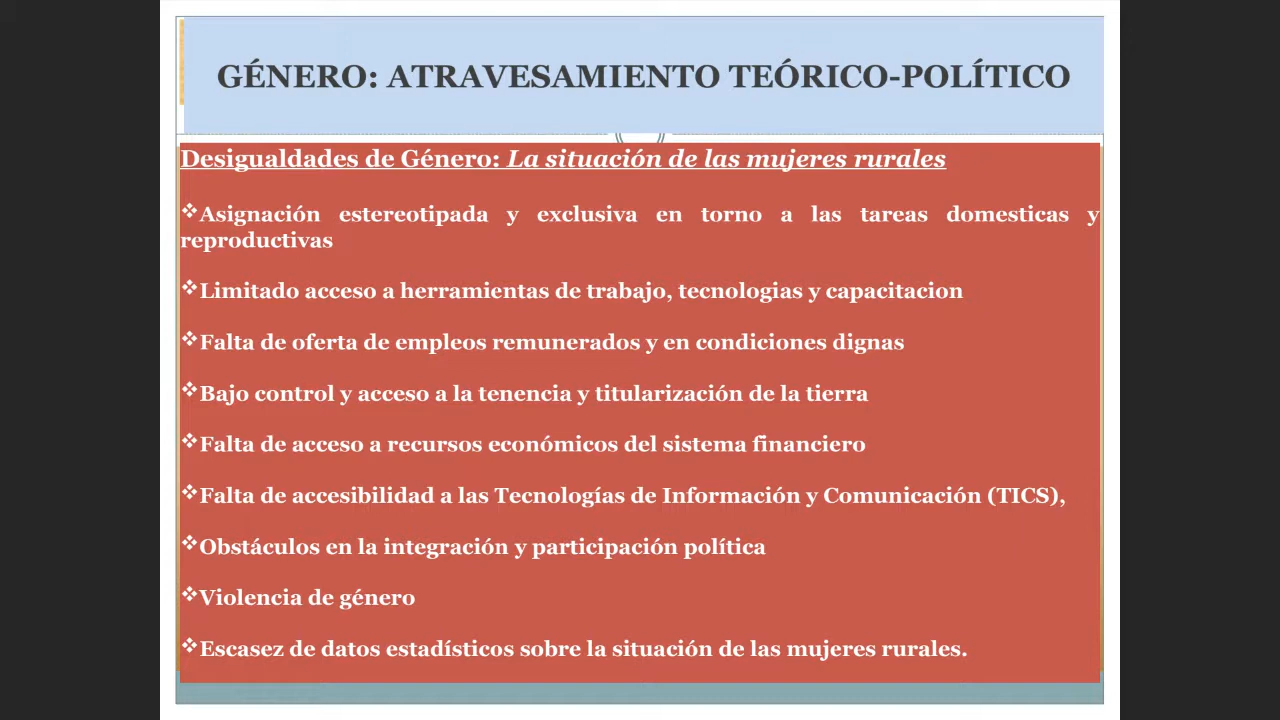 GÉNERO: ATRAVESAMIENTO TEÓRICO-POLÍTICO
Desigualdades de Género: La situación de las mujeres rurales
❖Asignación estereotipada y exclusiva en torno a las tareas domesticas y
reproductivas
❖Limitado acceso a herramientas de trabajo, tecnologias y capacitacion
❖Falta de oferta de empleos remunerados y en condiciones dignas
❖Bajo control y acceso a la tenencia y titularización de la tierra
❖Falta de acceso a recursos económicos del sistema financiero
❖Falta de accesibilidad a las Tecnologías de Información y Comunicación (TICS),
❖Obstáculos en la integración y participación política
❖Violencia de género
❖Escasez de datos estadísticos sobre la situación de las mujeres rurales.